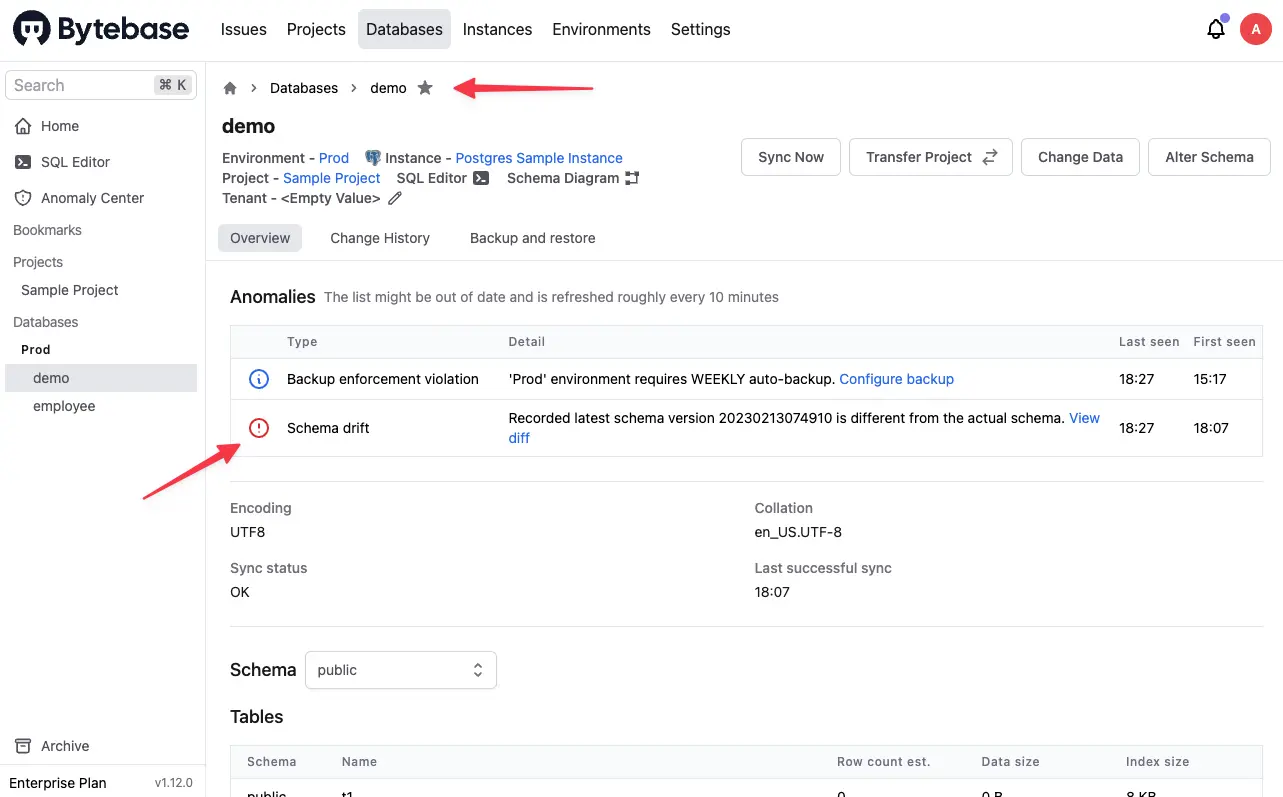 Bytebase
Issues Projects Databases Instances Environments Settings
A
Search ⌘ K
Home
SQL Editor
Anomaly Center
Bookmarks
Projects
Sample Project
Databases
Prod
demo
employee
Archive
Enterprise Plan v1.12.0
Databases > demo
demo
Environment - Prod Instance - Postgres Sample Instance
Project - Sample Project SQL Editor Schema Diagram
Tenant - <Empty Value>
Sync Now Transfer Project Change Data Alter Schema
Overview Change History Backup and restore
Anomalies The list might be out of date and is refreshed roughly every 10 minutes
Type Detail Last seen First seen
Backup enforcement violation 'Prod' environment requires WEEKLY auto-backup. Configure backup 18:27 15:17
Schema drift Recorded latest schema version 20230213074910 is different from the actual schema. View
diff 18:27 18:07
Encoding Collation
UTF8 en_US.UTF-8
Sync status Last successful sync
OK 18:07
Schema public
Tables
Schema Name Row count est. Data size Index size
public t1 0 0 B 8 KB